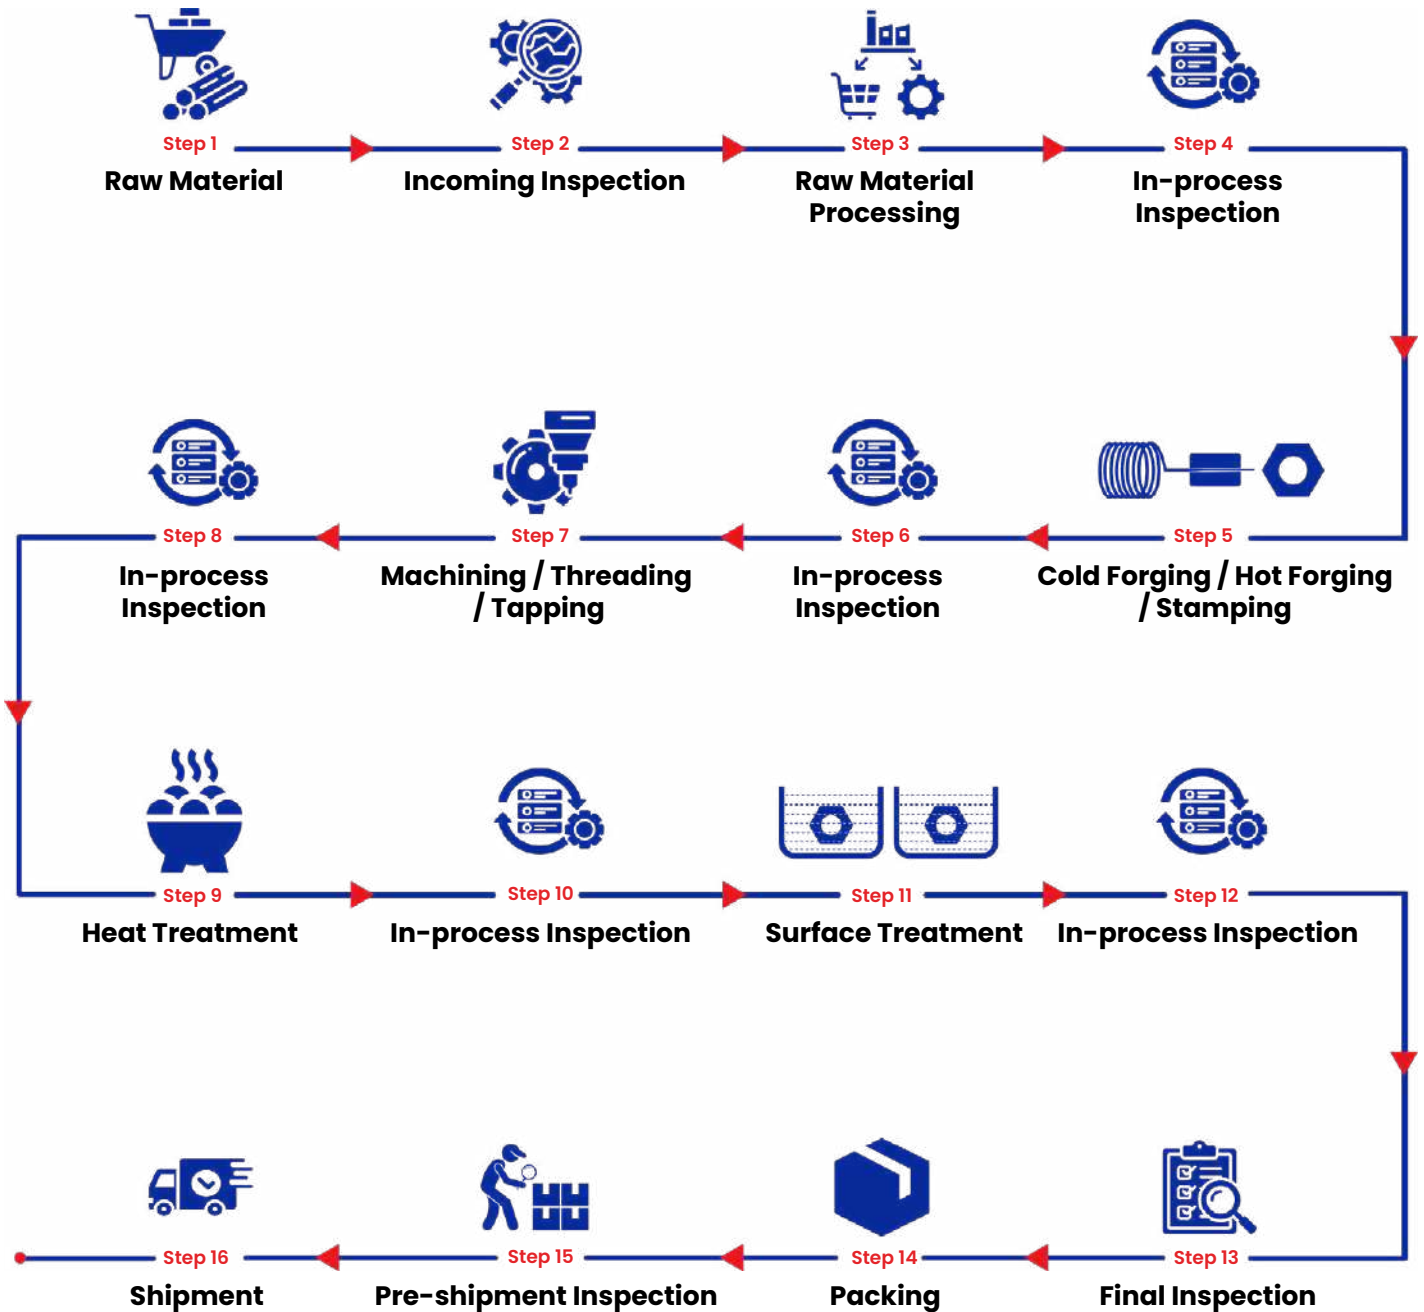 Step 1
Raw Material
Step 2
Incoming Inspection
Step 3
Raw Material
Processing
Step 4
In-process
Inspection
Step 5
Cold Forging / Hot Forging
/ Stamping
Step 6
In-process
Inspection
Step 7
Machining / Threading
/ Tapping
Step 8
In-process
Inspection
Step 9
Heat Treatment
Step 10
In-process Inspection
Step 11
Surface Treatment
Step 12
In-process Inspection
Step 13
Final Inspection
Step 14
Packing
Step 15
Pre-shipment Inspection
Step 16
Shipment